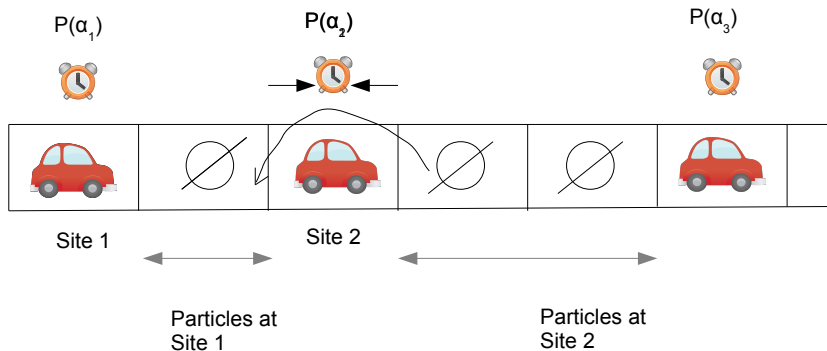 P(α₁)
P(α₂)
P(α₃)
Site 1
Site 2
Particles at
Site 1
Particles at
Site 2